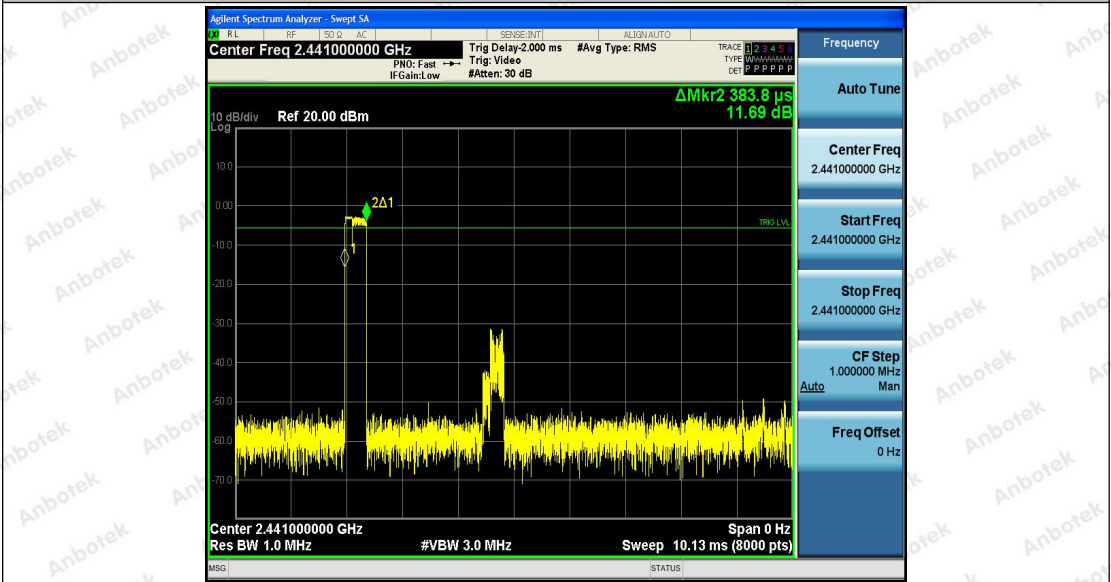 Agilent Spectrum Analyzer - Swept SA
RL RF 50 Ω AC SENSE:INT ALIGNAUTO
Center Freq 2.441000000 GHz
PNO: Fast
IFGain:Low
Trig Delay-2.000 ms
Trig: Video
#Atten: 30 dB
#Avg Type: RMS
TRACE 1 2 3 4 5 6
TYPE
DET P P P P P P
ΔMkr2 383.8 µs
11.69 dB
10 dB/div Ref 20.00 dBm
Log
10.0
0.00
-10.0
-20.0
-30.0
-40.0
-50.0
-60.0
-70.0
2Δ1
TRIG LVL
Center 2.441000000 GHz Span 0 Hz
Res BW 1.0 MHz #VBW 3.0 MHz Sweep 10.13 ms (8000 pts)
MSG STATUS
Frequency
Auto Tune
Center Freq
2.441000000 GHz
Start Freq
2.441000000 GHz
Stop Freq
2.441000000 GHz
CF Step
1.000000 MHz
Auto Man
Freq Offset
0 Hz
Anbotek